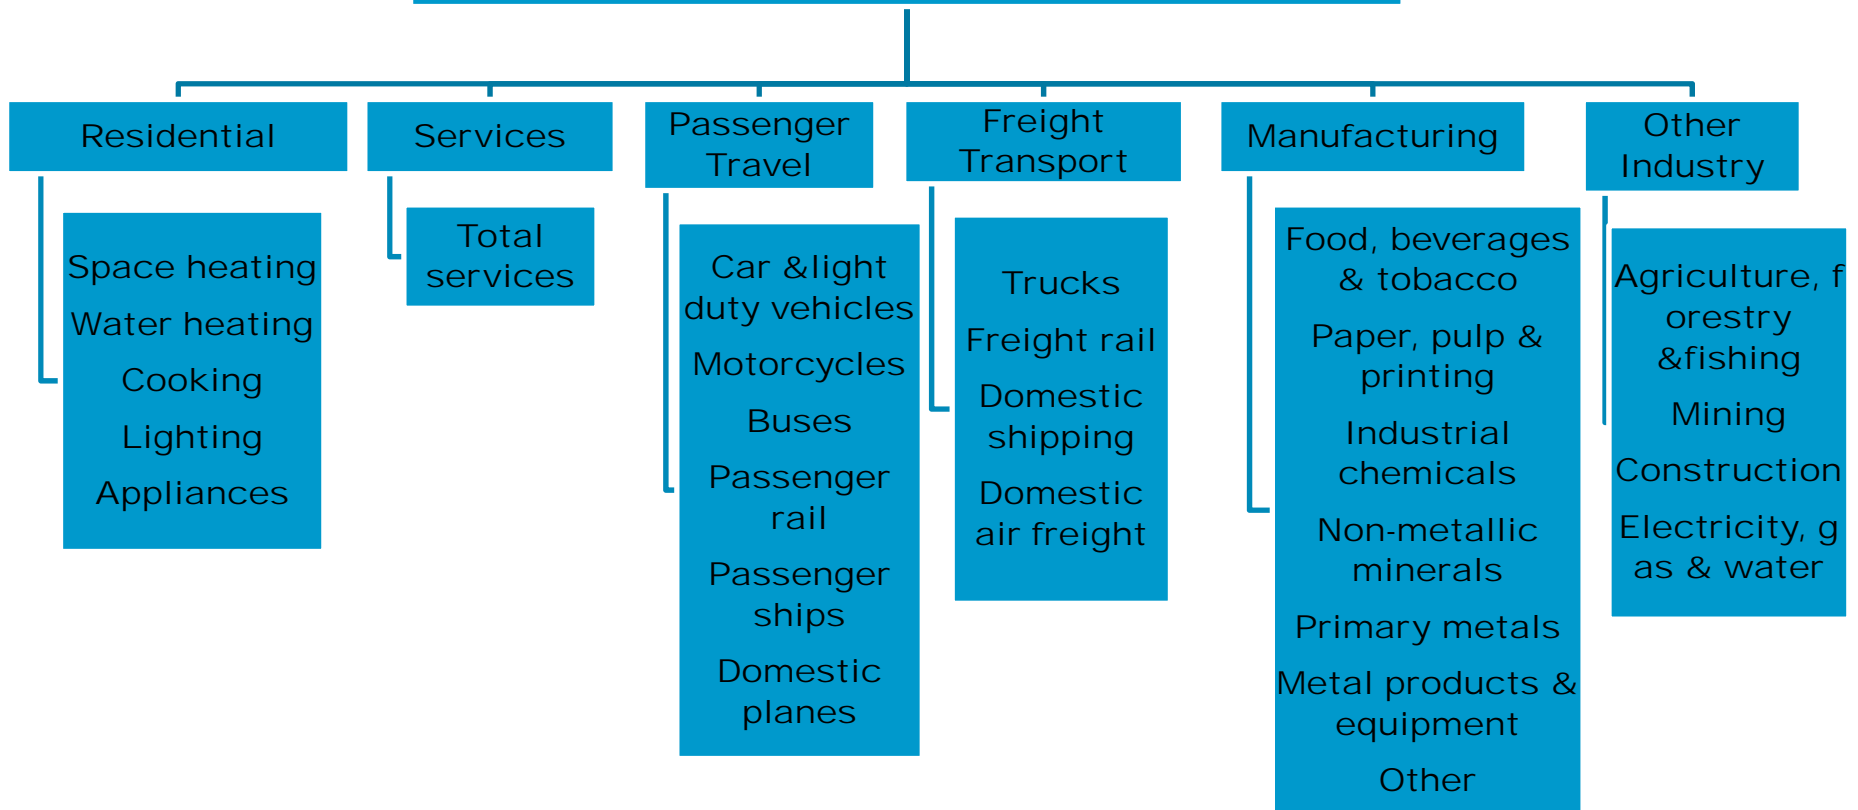 Residential
Services
Passenger
Travel
Freight
Transport
Manufacturing
Other
Industry
Space heating
Water heating
Cooking
Lighting
Appliances
Total
services
Car &light
duty vehicles
Motorcycles
Buses
Passenger
rail
Passenger
ships
Domestic
planes
Trucks
Freight rail
Domestic
shipping
Domestic
air freight
Food, beverages
& tobacco
Paper, pulp &
printing
Industrial
chemicals
Non-metallic
minerals
Primary metals
Metal products &
equipment
Other
Agriculture, f
orestry
&fishing
Mining
Construction
Electricity, g
as & water